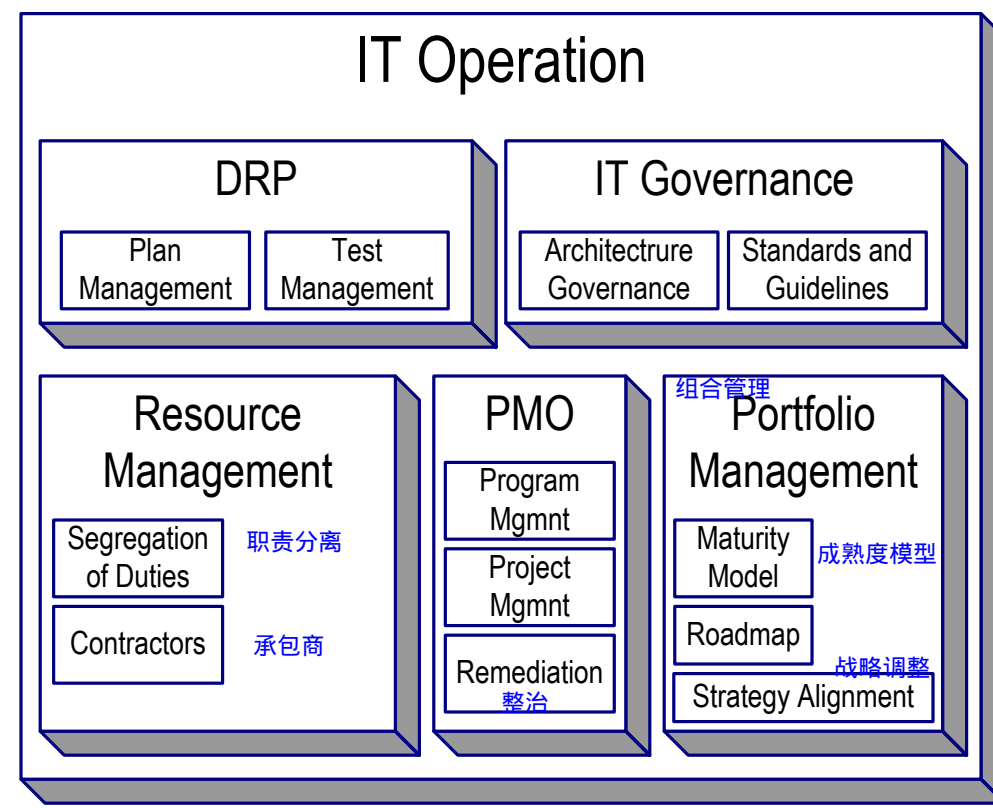 IT Operation
DRP
Plan
Management
Test
Management
IT Governance
Architectrure
Governance
Standards and
Guidelines
Resource
Management
Segregation
of Duties
职责分离
Contractors
承包商
PMO
Program
Mgmnt
Project
Mgmnt
Remediation
整治
组合管理
Portfolio
Management
Maturity
Model
成熟度模型
Roadmap
战略调整
Strategy Alignment